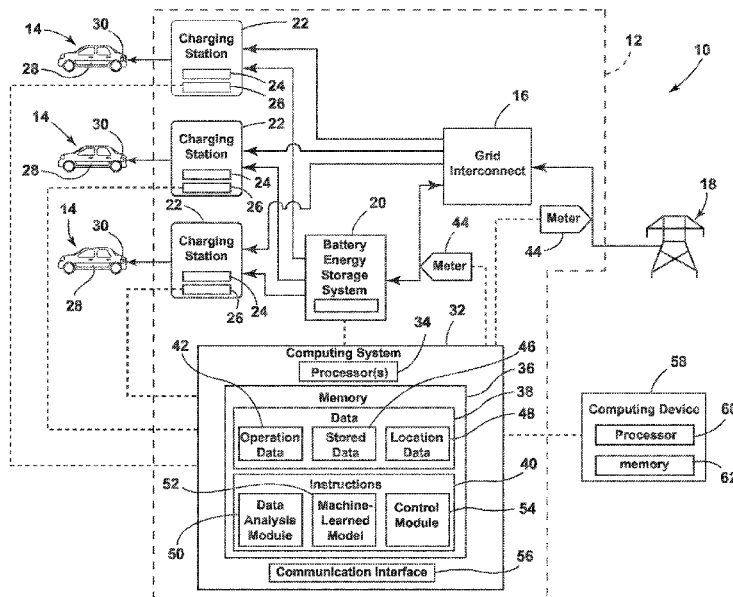 22
12
10
14
30
Charging
Station
28
24
26
16
14
30
22
Charging
Station
Grid
Interconnect
18
28
24
26
20
44
Meter
44
14
22
30
Charging
Station
Battery
Energy
Storage
System
Meter
28
24
26
32
34
46
42
Computing System
Processor(s)
36
58
Memory
38
Data
Computing Device
48
Operation
Data
Stored
Data
Location
Data
Processor
60
memory
62
52
Instructions
40
Data
Analysis
Module
Machine-
Learned
Model
Control
Module
50
54
56
Communication Interface